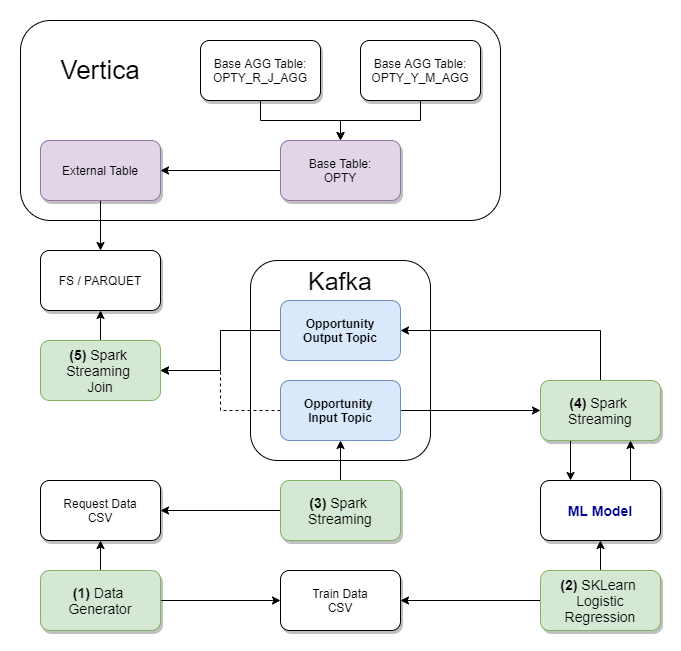 Vertica
Base AGG Table:
OPTY_R_J_AGG
Base AGG Table:
OPTY_Y_M_AGG
External Table
Base Table:
OPTY
FS / PARQUET
Kafka
Opportunity
Output Topic
(5) Spark
Streaming
Join
Opportunity
Input Topic
(4) Spark
Streaming
Request Data
CSV
(3) Spark
Streaming
ML Model
(1) Data
Generator
Train Data
CSV
(2) SKLearn
Logistic
Regression